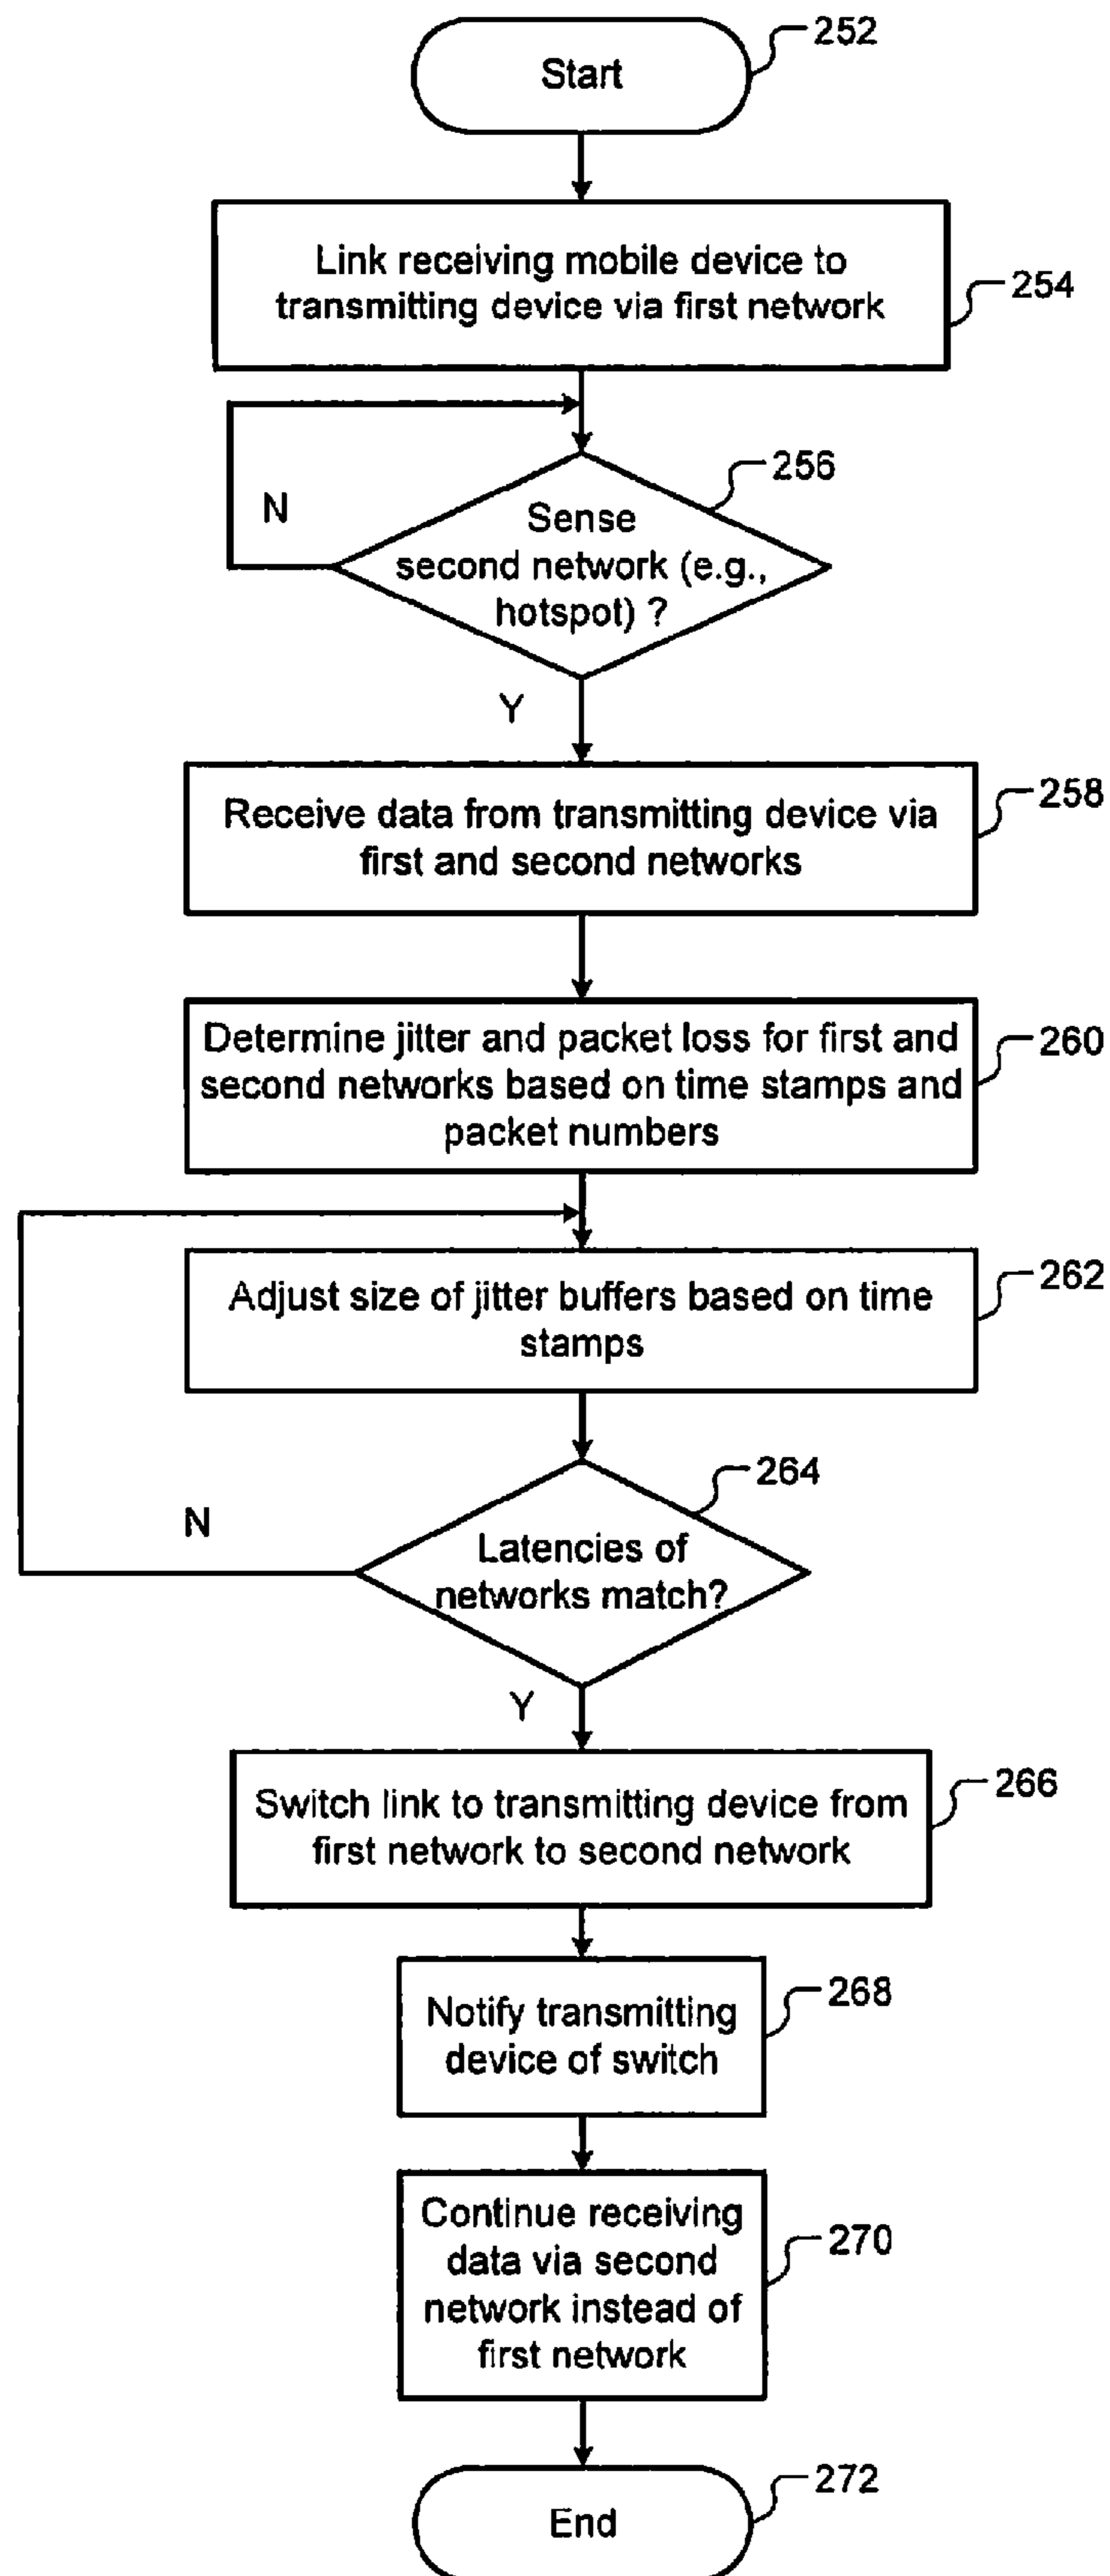 Start
252
Link receiving mobile device to
transmitting device via first network
254
256
N
Sense
second network (e.g.,
hotspot) ?
Y
Receive data from transmitting device via
first and second networks
258
Determine jitter and packet loss for first and
second networks based on time stamps and
packet numbers
260
Adjust size of jitter buffers based on time
stamps
262
264
N
Latencies of
networks match?
Y
Switch link to transmitting device from
first network to second network
266
Notify transmitting
device of switch
268
Continue receiving
data via second
network instead of
first network
270
End
272